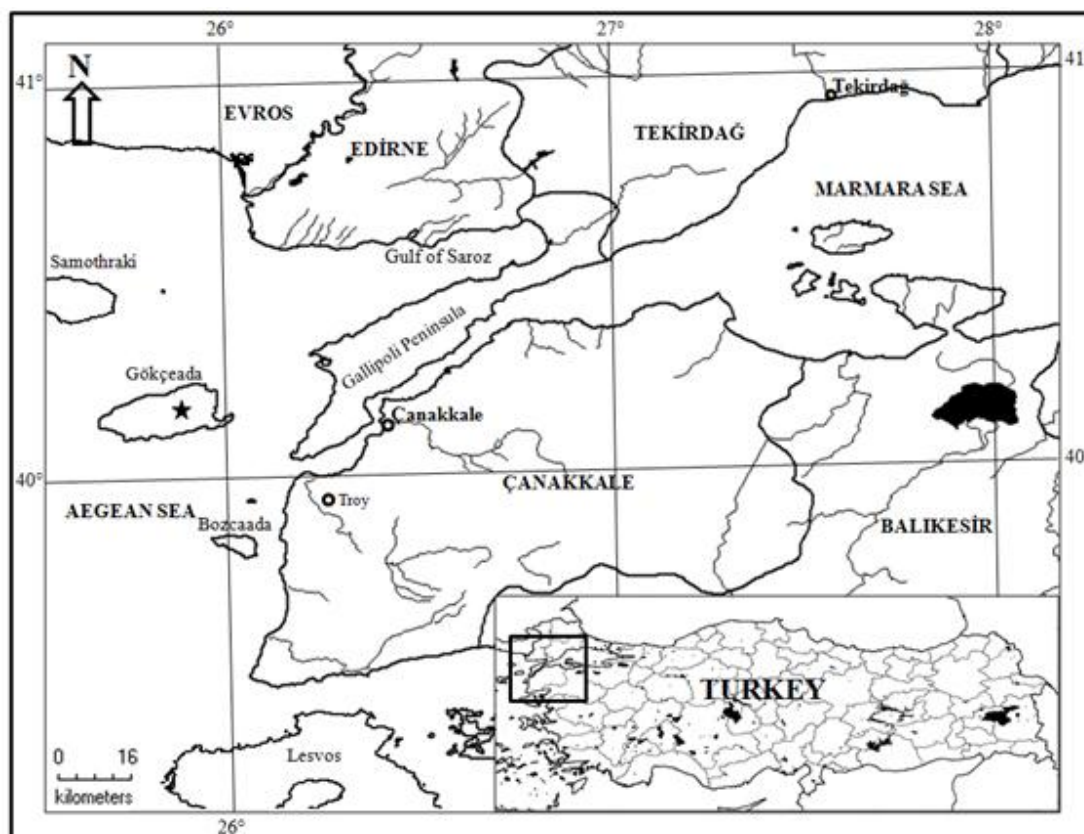 26°
27°
28°
41°
41
N
EVROS
EDİRNE
TEKİRDAĞ
Tekirdağ
MARMARA SEA
Gulf of Saroz
Samothraki
Gallipoli Peninsula
Gökçeada
Çanakkale
40°
40
AEGEAN SEA
Bozcaada
Troy
ÇANAKKALE
BALIKESİR
TURKEY
Lesvos
0 16
kilometers
26°